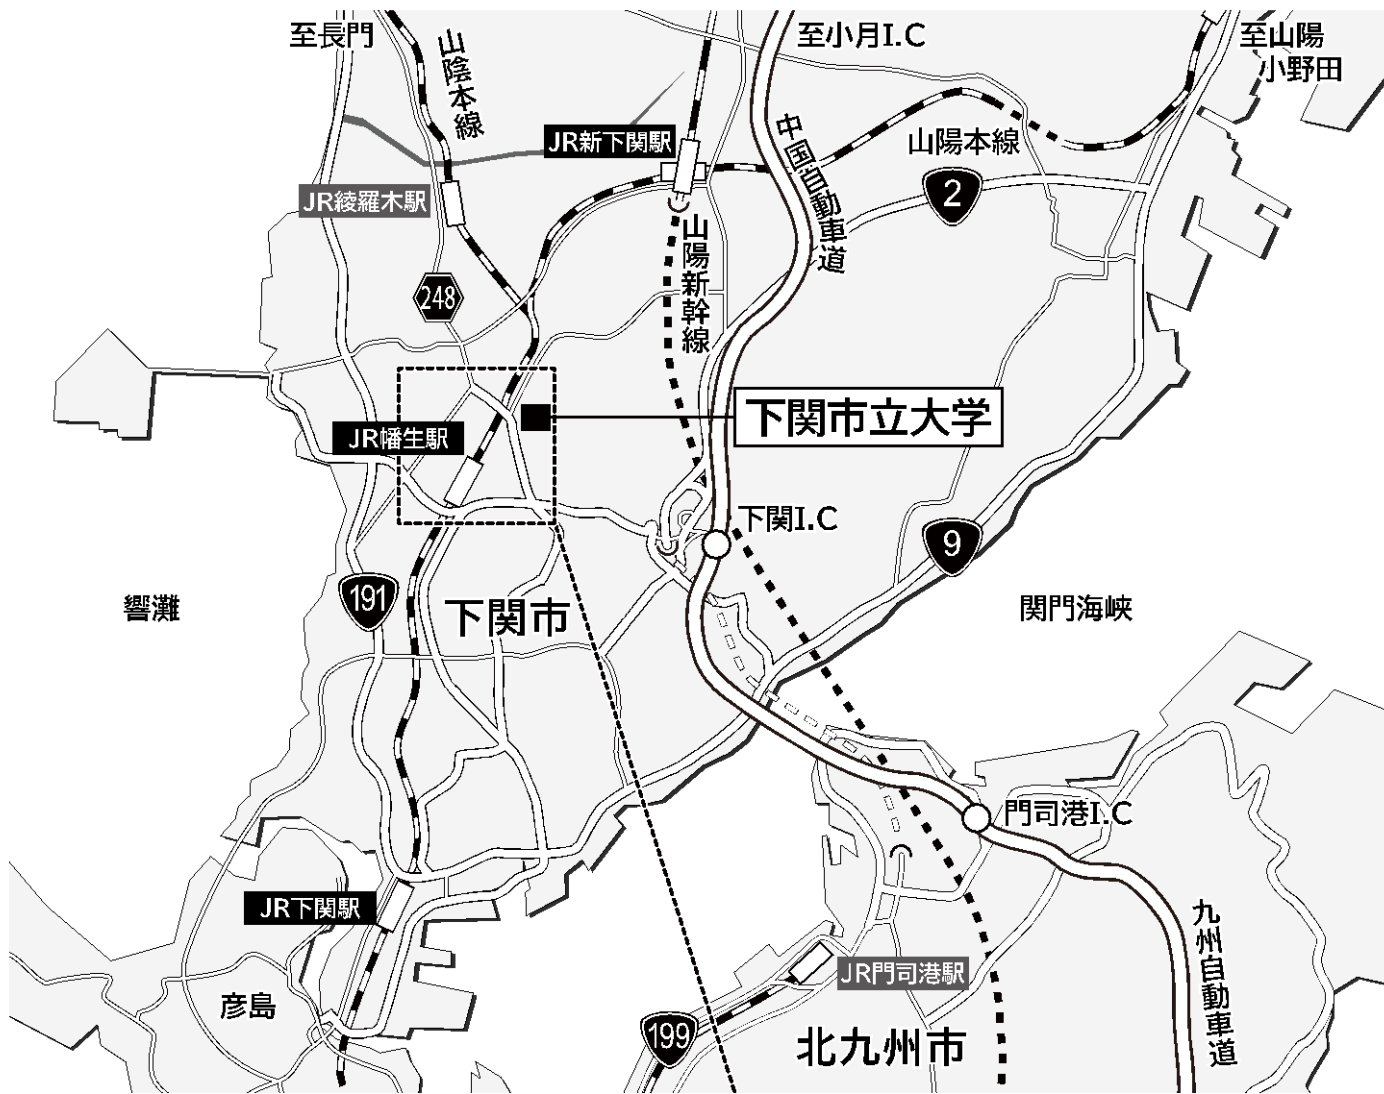 至長門
山陰本線
至小月I.C
至山陽
小野田
JR新下関駅
中国自動車道
山陽本線
2
JR綾羅木駅
山陽新幹線
248
下関市立大学
JR幡生駅
下関I.C
9
191
響灘
下関市
関門海峡
門司港I.C
JR下関駅
九州自動車道
JR門司港駅
彦島
199
北九州市